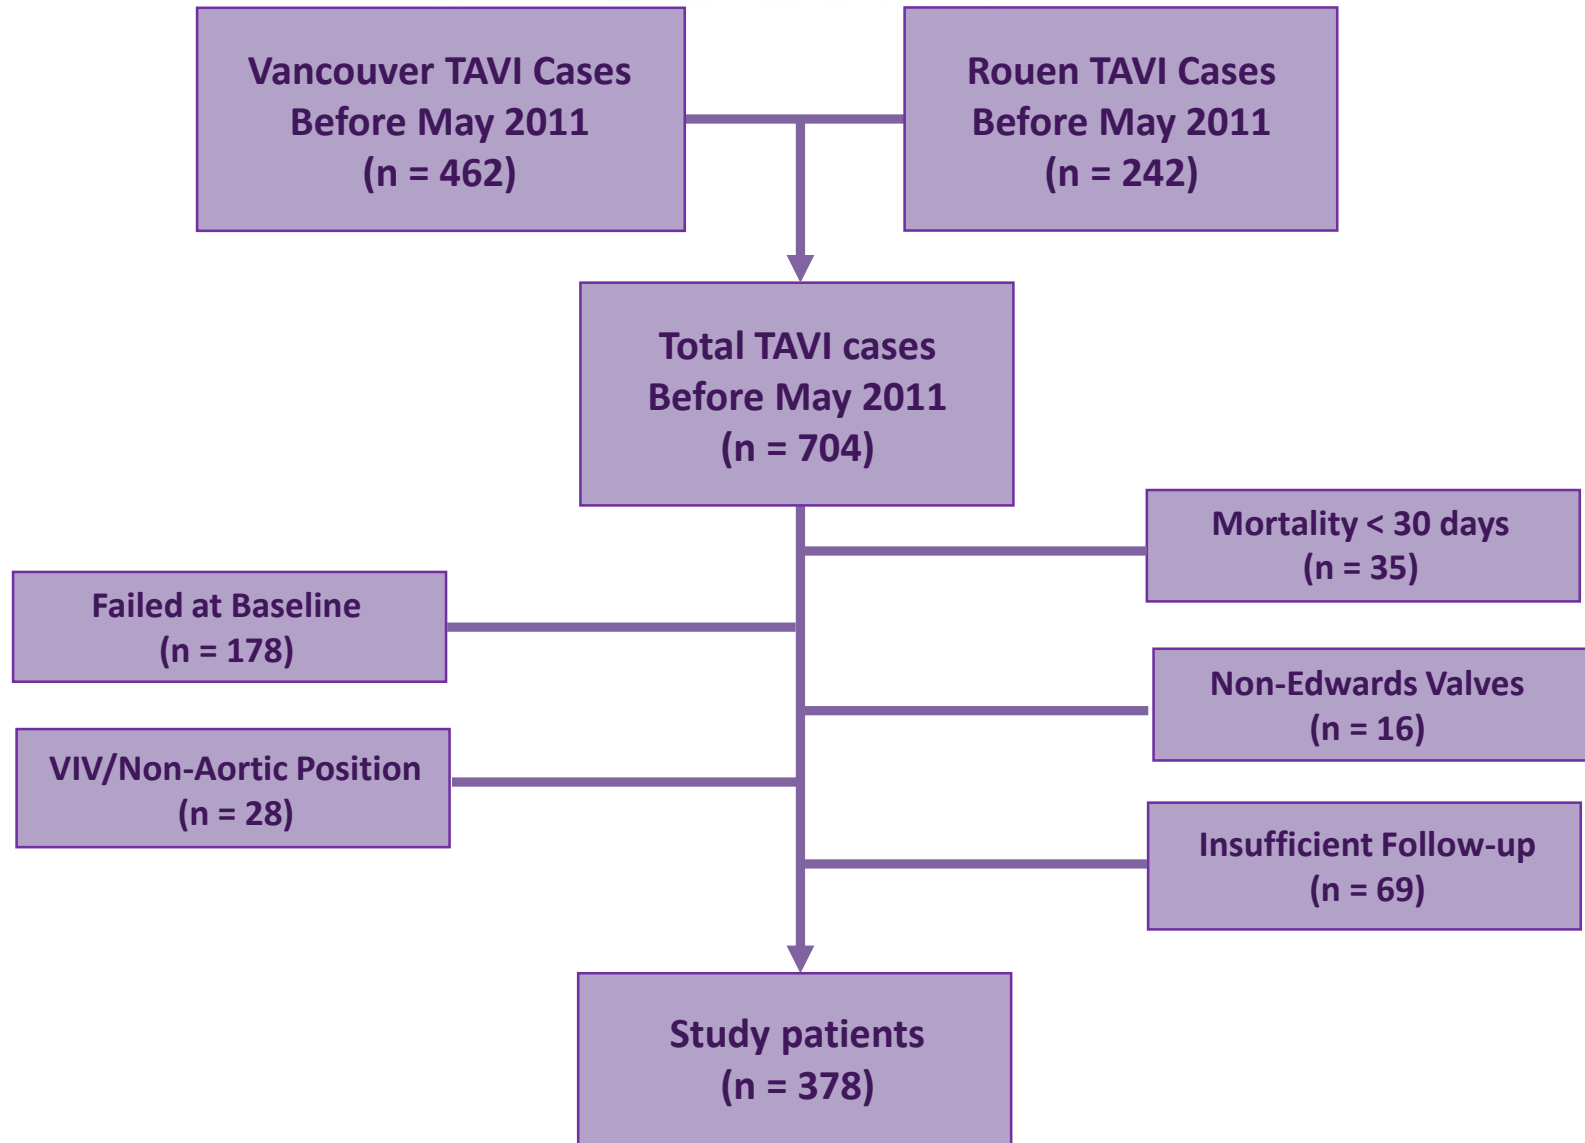 Vancouver TAVI Cases
Before May 2011
(n = 462)
Rouen TAVI Cases
Before May 2011
(n = 242)
Total TAVI cases
Before May 2011
(n = 704)
Mortality < 30 days
(n = 35)
Failed at Baseline
(n = 178)
Non-Edwards Valves
(n = 16)
VIV/Non-Aortic Position
(n = 28)
Insufficient Follow-up
(n = 69)
Study patients
(n = 378)